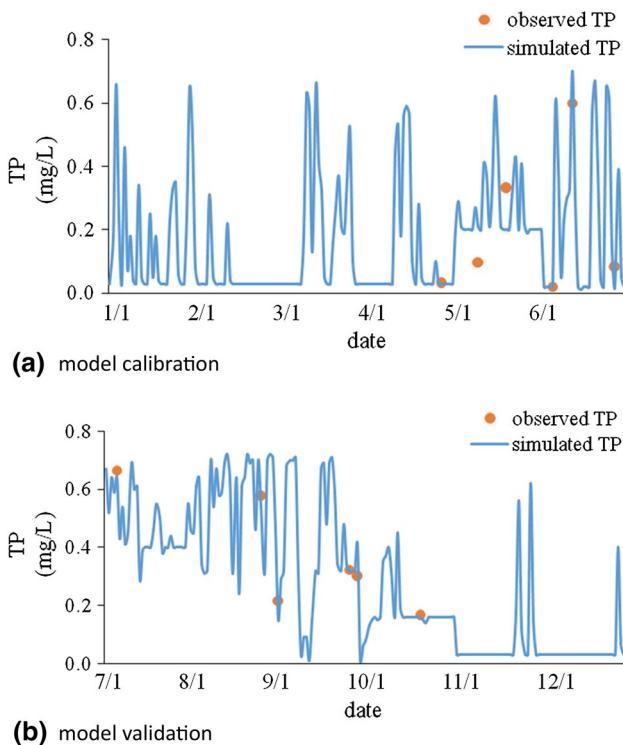 observed TP
simulated TP
0.8
0.6
0.4
0.2
0.0
TP
(mg/L)
1/1 2/1 3/1 4/1 5/1 6/1
date
(a) model calibration
observed TP
simulated TP
0.8
0.6
0.4
0.2
0.0
TP
(mg/L)
7/1 8/1 9/1 10/1 11/1 12/1
date
(b) model validation